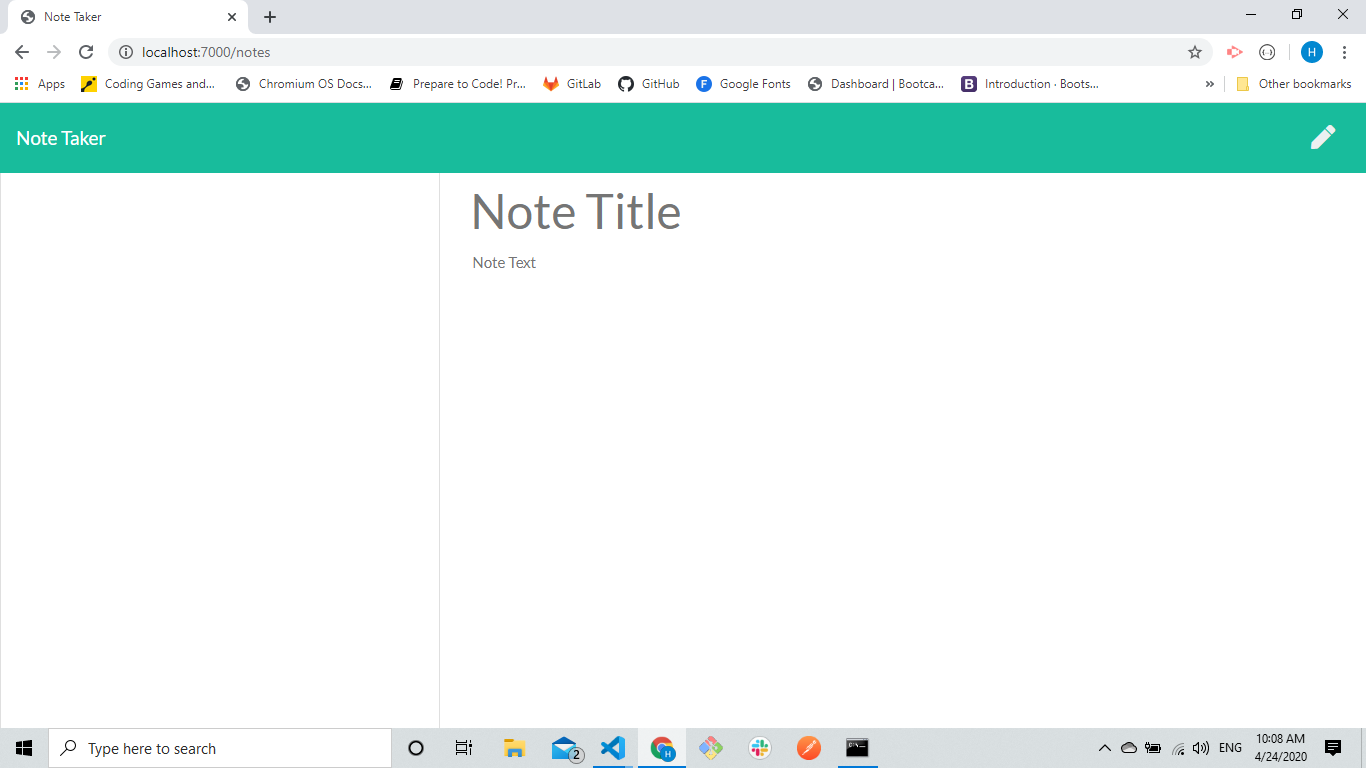 Note Taker
localhost:7000/notes
H
Apps
Coding Games and...
Chromium OS Docs...
Prepare to Code! Pr...
GitLab
GitHub
F
Google Fonts
Dashboard | Bootca...
B
Introduction · Boots...
»
Other bookmarks
Note Taker
Note Title
Note Text
Type here to search
2
H
ENG
10:08 AM
4/24/2020